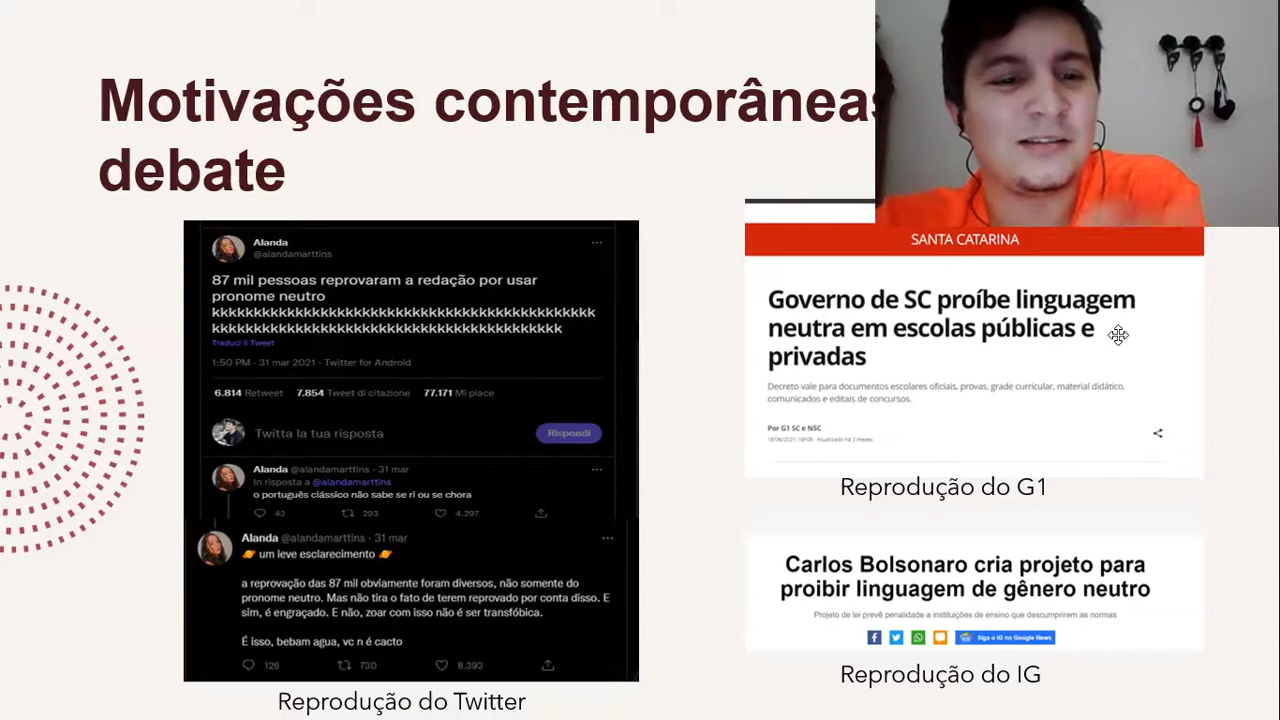 Motivações contemporâneas
debate
Alanda
@alandamarttins
87 mil pessoas reprovaram a redação por usar
pronome neutro
kkkkkkkkkkkkkkkkkkkkkkkkkkkkkkkkkkkkkkkkkkkkkk
kkkkkkkkkkkkkkkkkkkkkkkkkkkkkkkkkkkkkkkkkk
Traduci il Tweet
1:50 PM · 31 mar 2021 · Twitter for Android
6.814 Retweet 7.854 Tweet di citazione 77.171 Mi piace
Twitta la tua risposta
Rispondi
Alanda @alandamarttins · 31 mar
In risposta a @alandamarttins
o português clássico não sabe se ri ou se chora
43 293 4.297
Alanda @alandamarttins · 31 mar
🪐 um leve esclarecimento 🪐
a reprovação das 87 mil obviamente foram diversos, não somente do
pronome neutro. Mas não tira o fato de terem reprovado por conta disso. E
sim, é engraçado. E não, zoar com isso não é ser transfóbica.
É isso, bebam agua, vc n é cacto
126 730 8.393
Reprodução do Twitter
SANTA CATARINA
Governo de SC proíbe linguagem
neutra em escolas públicas e
privadas
Decreto vale para documentos escolares oficiais, provas, grade curricular, material didático,
comunicados e editais de concursos.
Por G1 SC e NSC
Reprodução do G1
Carlos Bolsonaro cria projeto para
proibir linguagem de gênero neutro
Projeto de lei prevê penalidade a instituições de ensino que descumprirem as normas
Siga o iG no Google News
Reprodução do IG